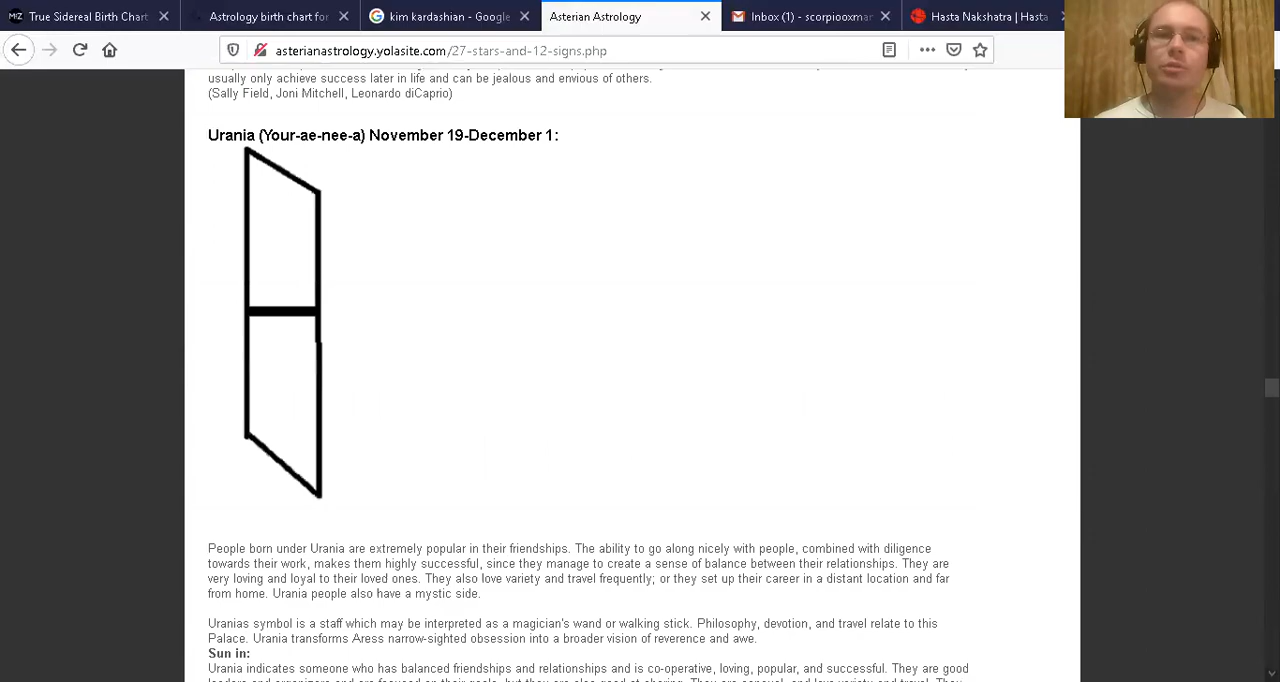 True Sidereal Birth Chart
Astrology birth chart for
kim kardashian - Google
Asterian Astrology
Inbox (1) - scorpiooxmar
Hasta Nakshatra | Hasta
asterianastrology.yolasite.com/27-stars-and-12-signs.php
usually only achieve success later in life and can be jealous and envious of others.
(Sally Field, Joni Mitchell, Leonardo diCaprio)
Urania (Your-ae-nee-a) November 19-December 1:
People born under Urania are extremely popular in their friendships. The ability to go along nicely with people, combined with diligence
towards their work, makes them highly successful, since they manage to create a sense of balance between their relationships. They are
very loving and loyal to their loved ones. They also love variety and travel frequently; or they set up their career in a distant location and far
from home. Urania people also have a mystic side.
Uranias symbol is a staff which may be interpreted as a magician's wand or walking stick. Philosophy, devotion, and travel relate to this
Palace. Urania transforms Aress narrow-sighted obsession into a broader vision of reverence and awe.
Sun in:
Urania indicates someone who has balanced friendships and relationships and is co-operative, loving, popular, and successful. They are good